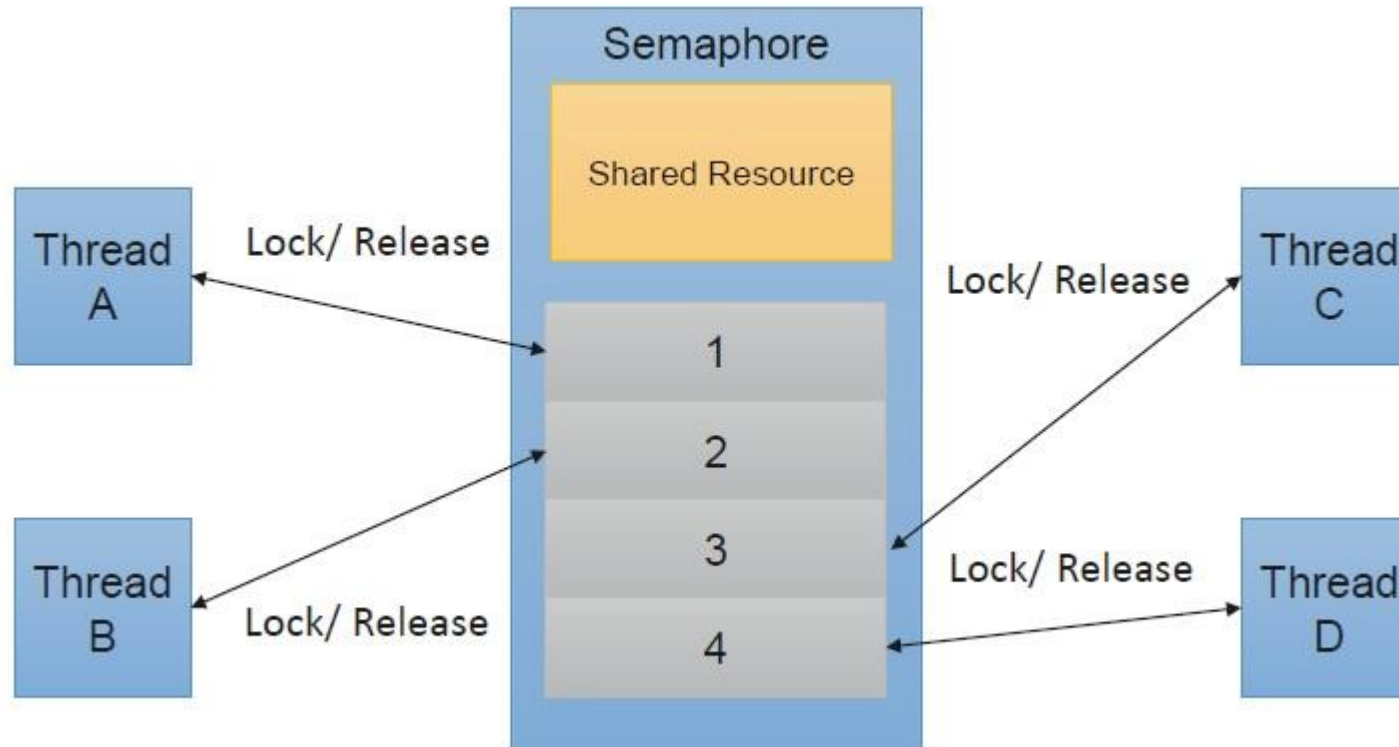 Semaphore
Shared Resource
Thread
A
Lock/ Release
Lock/ Release
Thread
C
1
2
3
4
Thread
B
Lock/ Release
Lock/ Release
Thread
D